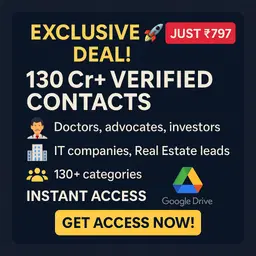 EXCLUSIVE 🚀 JUST ₹797
DEAL!
130 Cr+ VERIFIED
CONTACTS
Doctors, advocates, investors
IT companies, Real Estate leads
130+ categories
INSTANT ACCESS
Google Drive
GET ACCESS NOW!